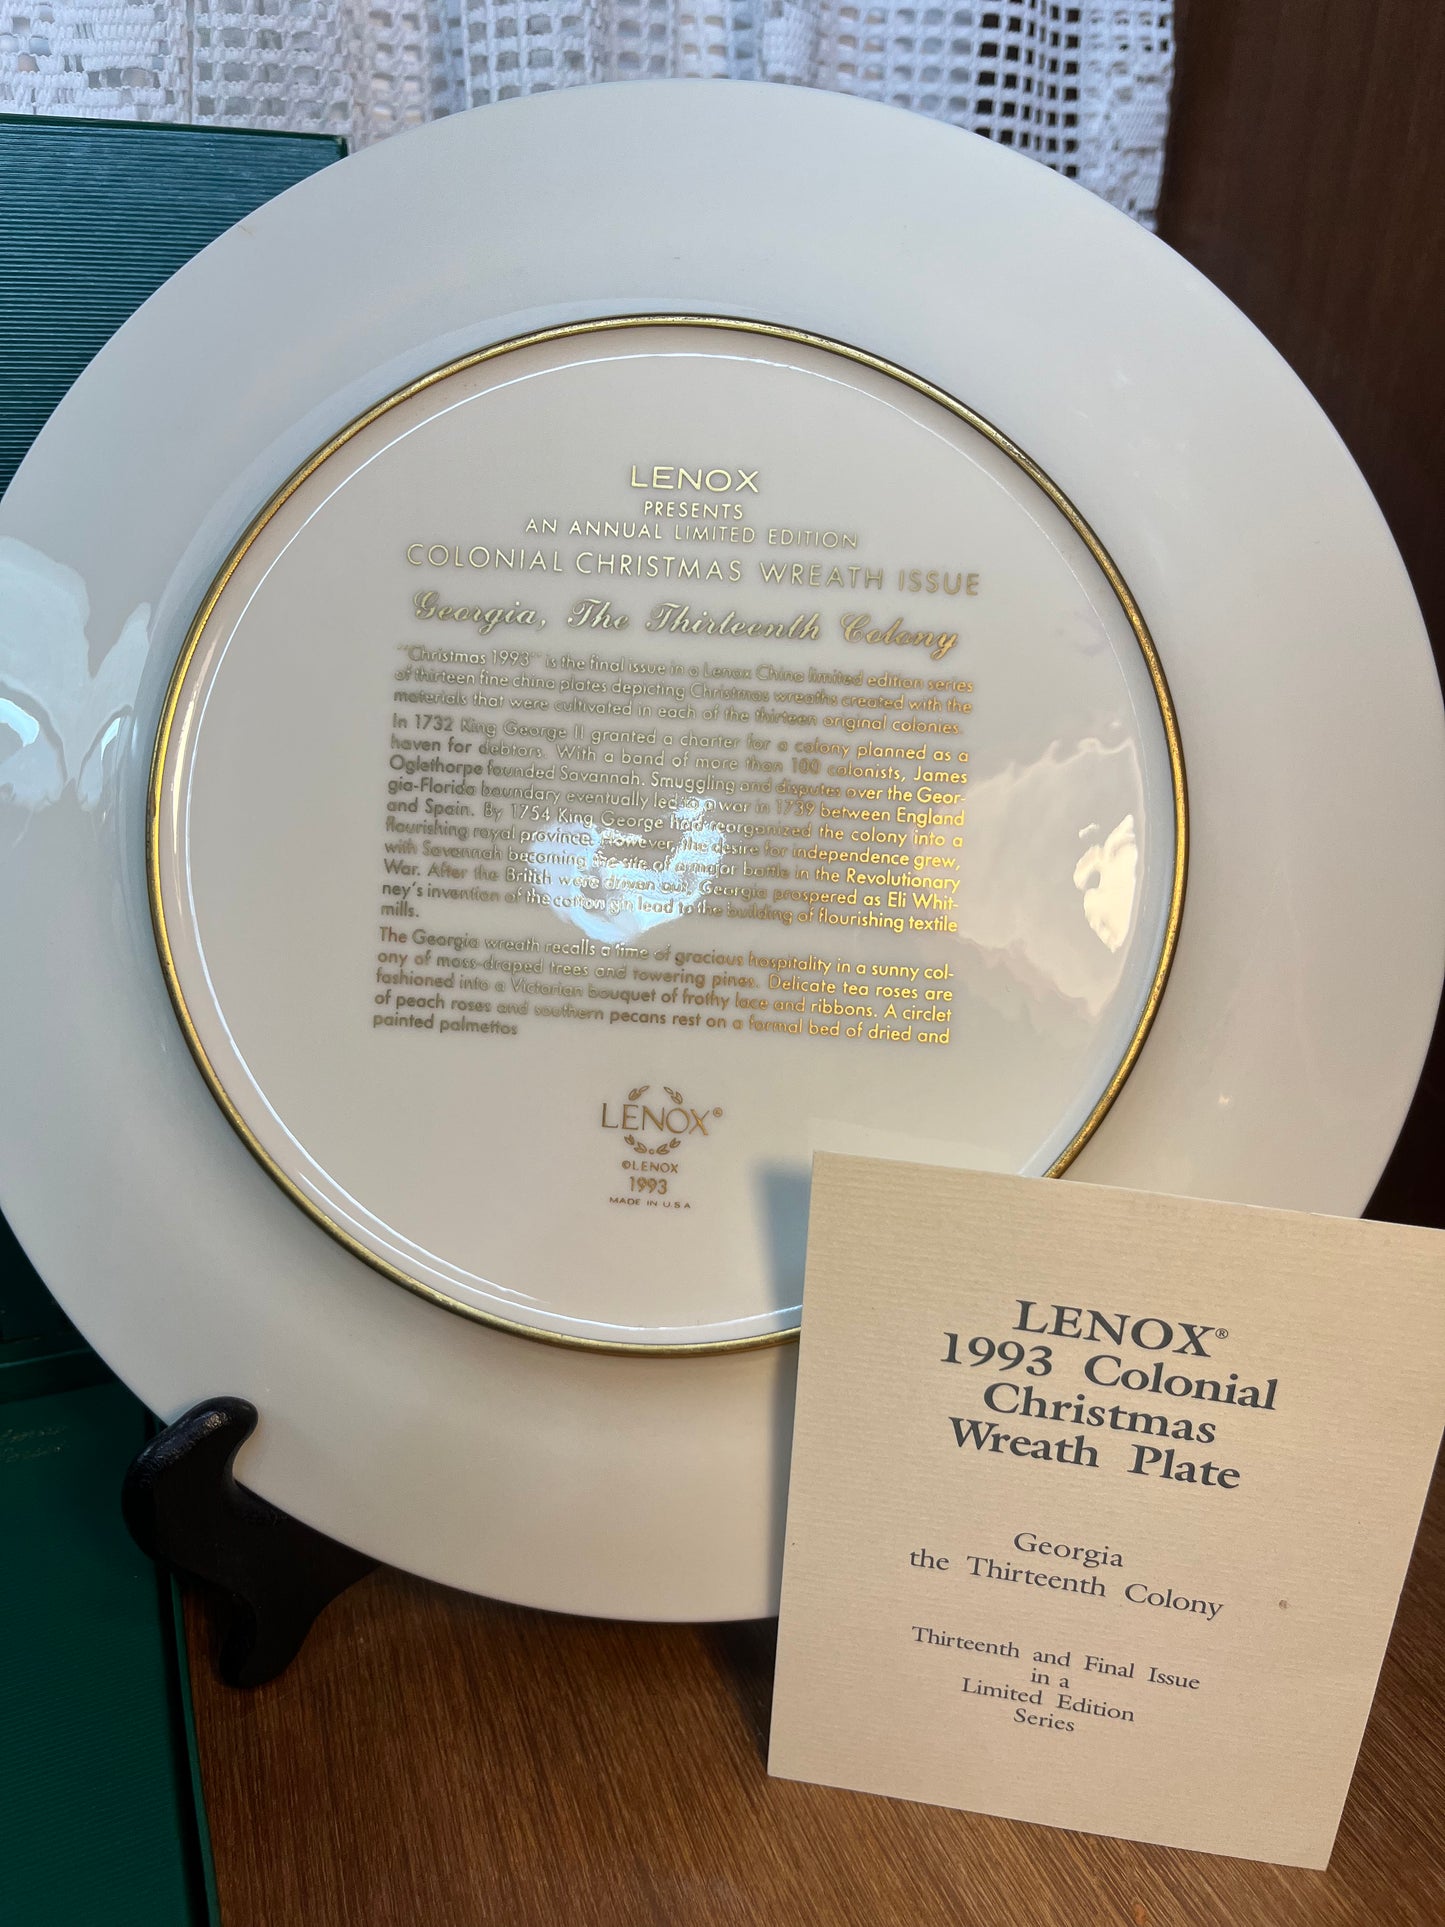 LENOX
PRESENTS
AN ANNUAL LIMITED EDITION
COLONIAL CHRISTMAS WREATH ISSUE
Georgia, The Thirteenth Colony
"Christmas 1993" is the final issue in a Lenox China limited edition series
of thirteen fine china plates depicting Christmas wreaths created with the
materials that were cultivated in each of the thirteen original colonies.
In 1732 King George II granted a charter for a colony planned as a
haven for debtors. With a band of more than 100 colonists, James
Oglethorpe founded Savannah. Smuggling and disputes over the Geor-
gia-Florida boundary eventually led to a war in 1739 between England
and Spain. By 1754 King George had reorganized the colony into a
flourishing royal province. However, the desire for independence grew,
with Savannah becoming the site of a major battle in the Revolutionary
War. After the British were driven out, Georgia prospered as Eli Whit-
ney's invention of the cotton gin lead to the building of flourishing textile
mills.
The Georgia wreath recalls a time of gracious hospitality in a sunny col-
ony of moss-draped trees and towering pines. Delicate tea roses are
fashioned into a Victorian bouquet of frothy lace and ribbons. A circlet
of peach roses and southern pecans rest on a formal bed of dried and
painted palmettos
LENOX®
©LENOX
1993
MADE IN U.S.A
LENOX®
1993 Colonial
Christmas
Wreath Plate
Georgia
the Thirteenth Colony
Thirteenth and Final Issue
in a
Limited Edition
Series